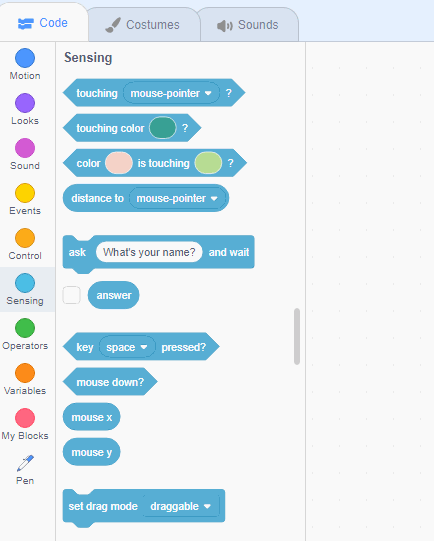 Code Costumes Sounds
Motion
Looks
Sound
Events
Control
Sensing
Operators
Variables
My Blocks
Pen
Sensing
touching mouse-pointer ?
touching color ?
color is touching ?
distance to mouse-pointer
ask What's your name? and wait
answer
key space pressed?
mouse down?
mouse x
mouse y
set drag mode draggable